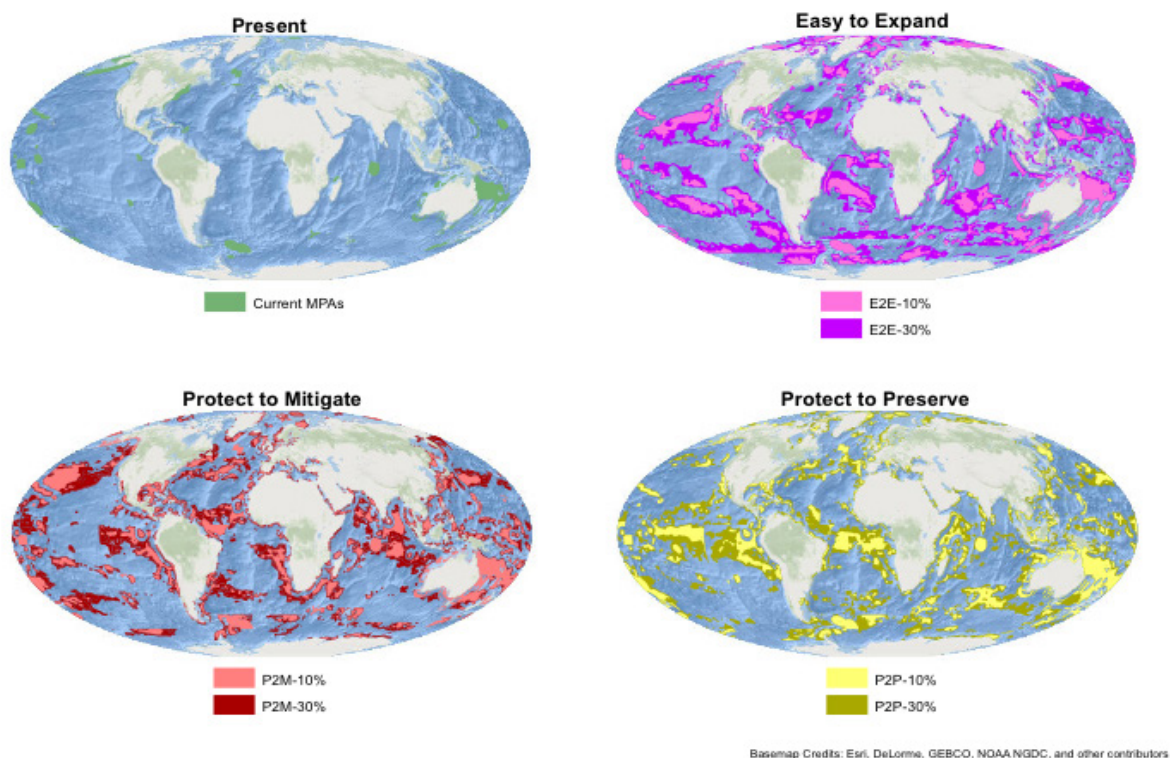 Present
Easy to Expand
Current MPAs
E2E-10%
E2E-30%
Protect to Mitigate
Protect to Preserve
P2M-10%
P2M-30%
P2P-10%
P2P-30%
Basemap Credits: Esri, DeLorme, GEBCO, NOAA NGDC, and other contributors